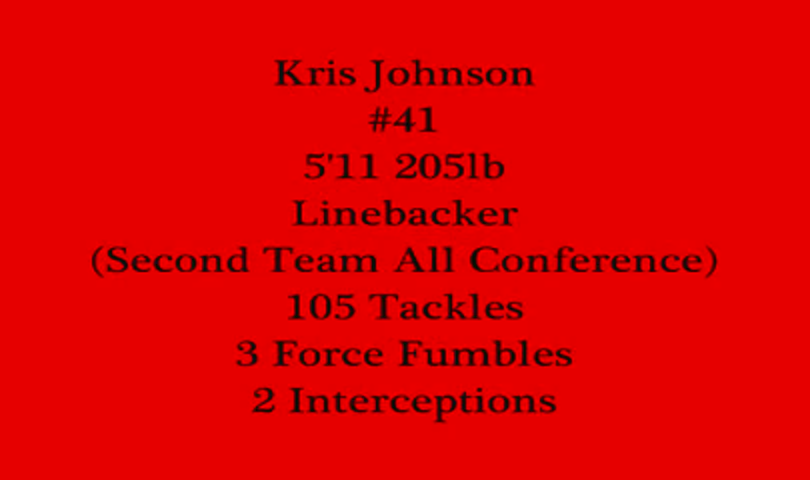 Kris Johnson
#41
5'11 205lb
Linebacker
(Second Team All Conference)
105 Tackles
3 Force Fumbles
2 Interceptions